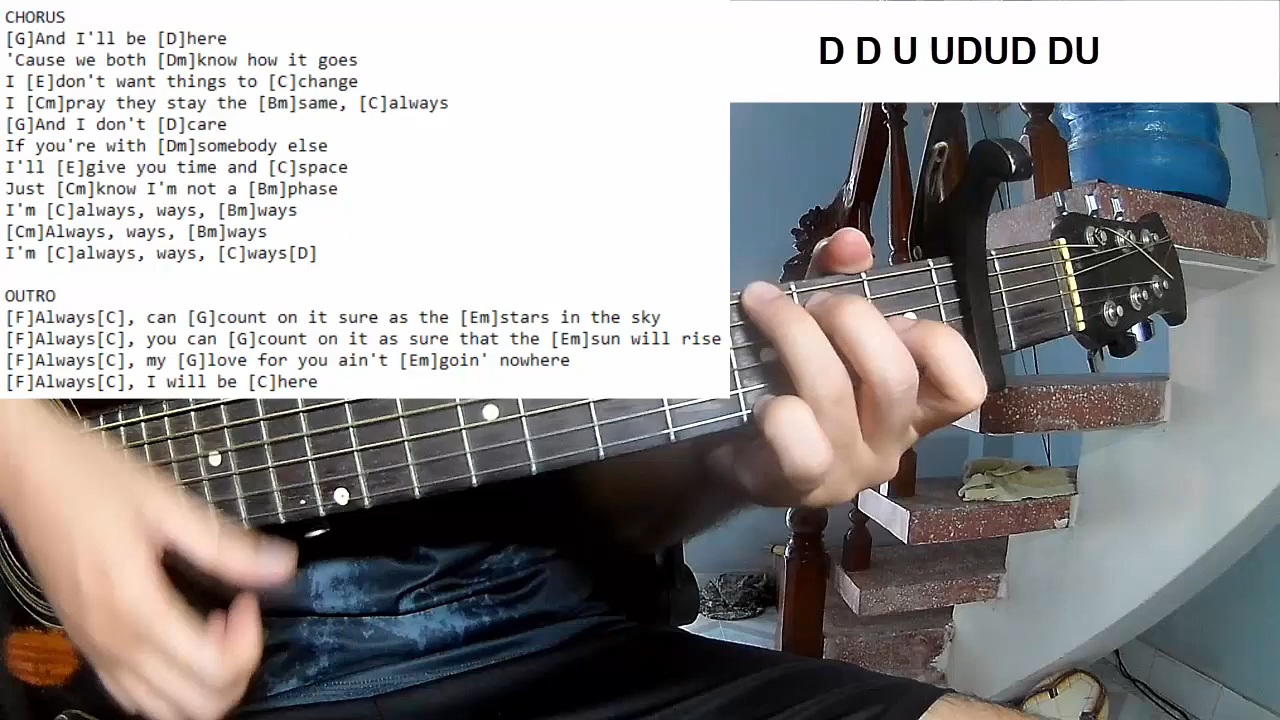 CHORUS
[G]And I'll be [D]here
'Cause we both [Dm]know how it goes
I [E]don't want things to [C]change
I [Cm]pray they stay the [Bm]same, [C]always
[G]And I don't [D]care
If you're with [Dm]somebody else
I'll [E]give you time and [C]space
Just [Cm]know I'm not a [Bm]phase
I'm [C]always, ways, [Bm]ways
[Cm]Always, ways, [Bm]ways
I'm [C]always, ways, [C]ways[D]
OUTRO
[F]Always[C], can [G]count on it sure as the [Em]stars in the sky
[F]Always[C], you can [G]count on it as sure that the [Em]sun will rise
[F]Always[C], my [G]love for you ain't [Em]goin' nowhere
[F]Always[C], I will be [C]here
D D U UDUD DU